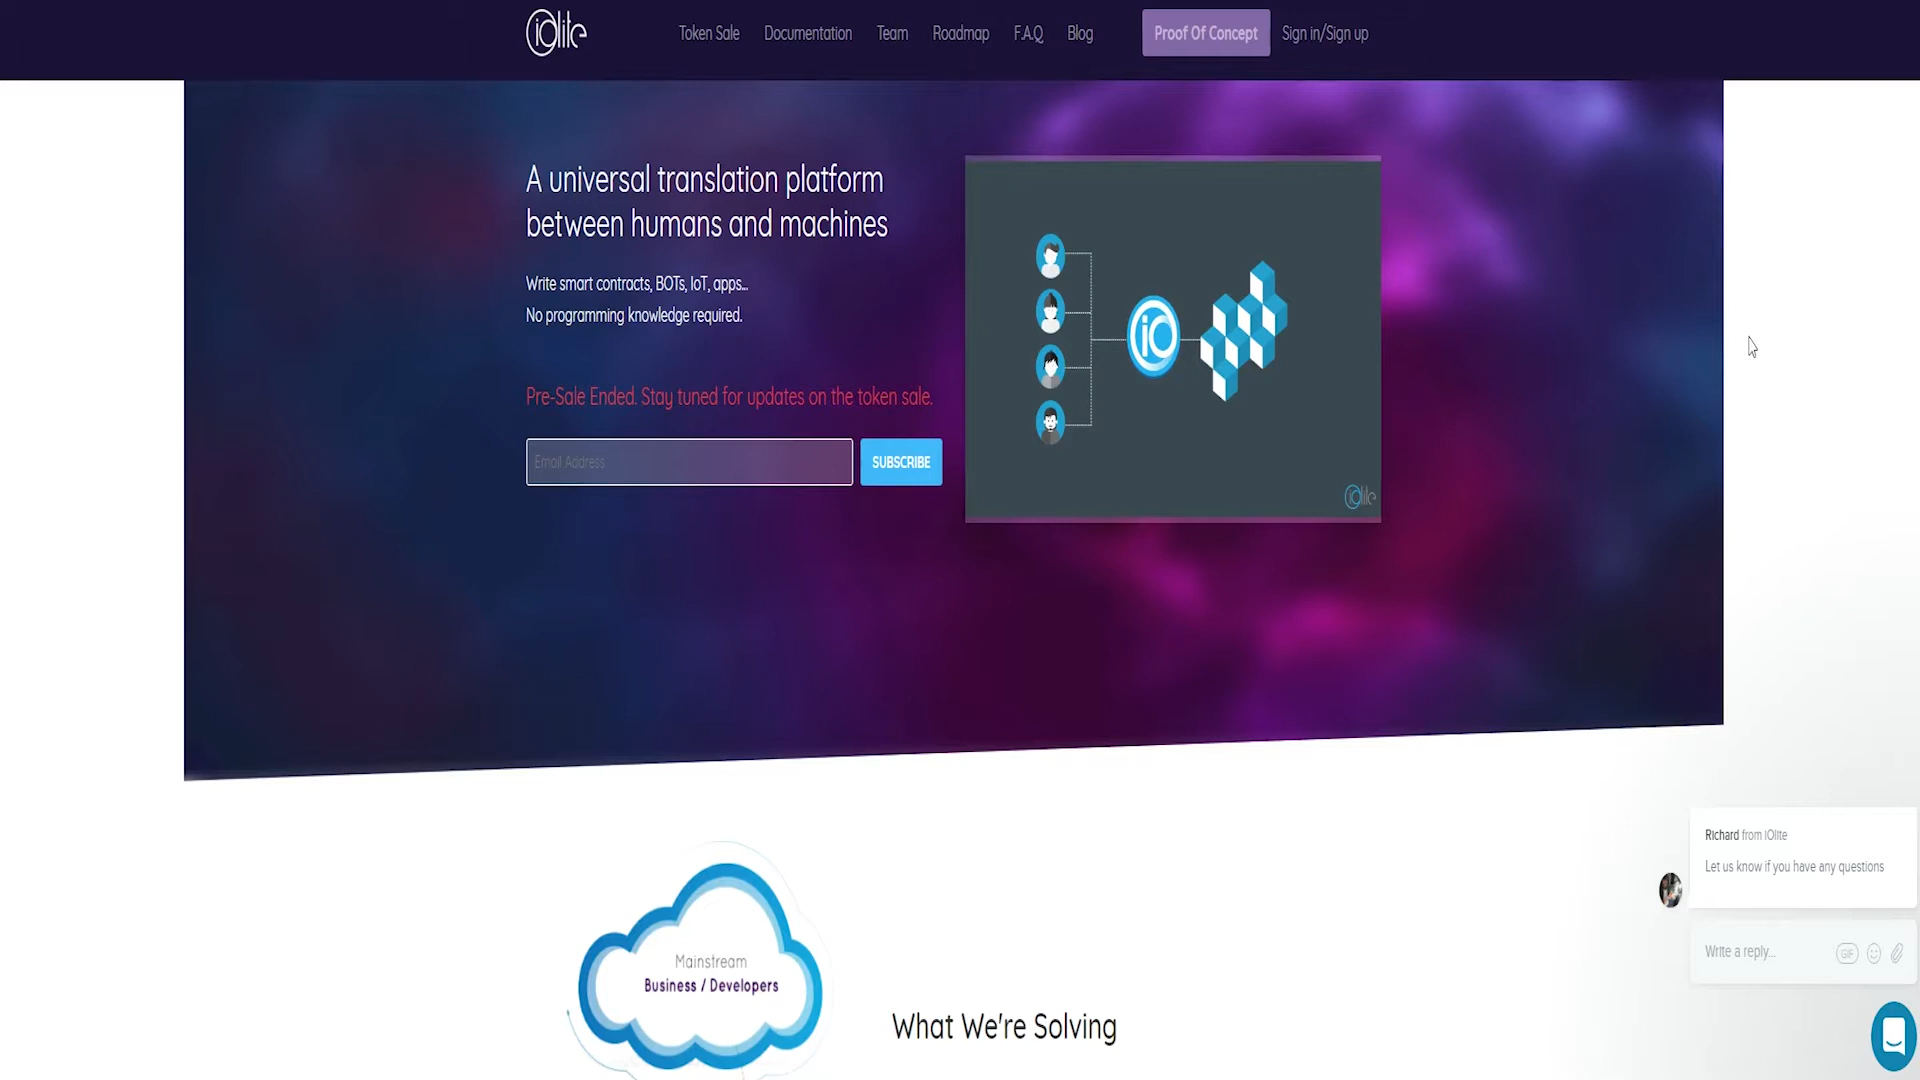 iOlite
Token Sale
Documentation
Team
Roadmap
F.A.Q
Blog
Proof Of Concept
Sign in/Sign up
A universal translation platform
between humans and machines
Write smart contracts, BOTs, IoT, apps...
No programming knowledge required.
Pre-Sale Ended. Stay tuned for updates on the token sale.
Email Address
SUBSCRIBE
iO
iOlite
Mainstream
Business / Developers
What We're Solving
Richard from iOlite
Let us know if you have any questions
Write a reply...
GIF